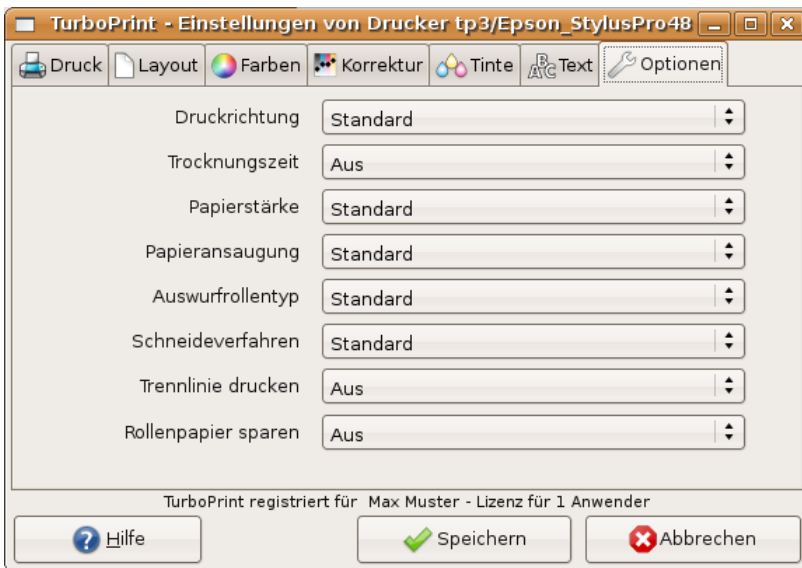 TurboPrint - Einstellungen von Drucker tp3/Epson_StylusPro48
Druck Layout Farben Korrektur Tinte ABC Text Optionen
Druckrichtung Standard
Trocknungszeit Aus
Papierstärke Standard
Papieransaugung Standard
Auswurfrollentyp Standard
Schneideverfahren Standard
Trennlinie drucken Aus
Rollenpapier sparen Aus
TurboPrint registriert für Max Muster - Lizenz für 1 Anwender
? Hilfe Speichern Abbrechen